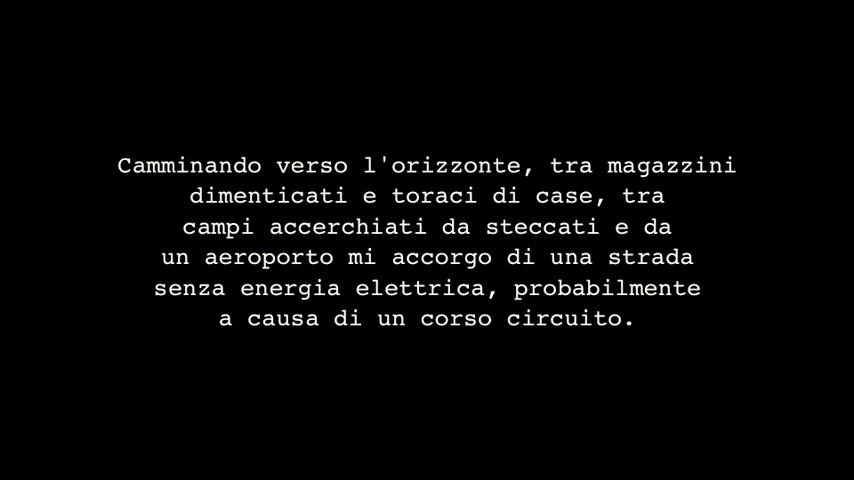 Camminando verso l'orizzonte, tra magazzini
dimenticati e toraci di case, tra
campi accerchiati da steccati e da
un aeroporto mi accorgo di una strada
senza energia elettrica, probabilmente
a causa di un corso circuito.